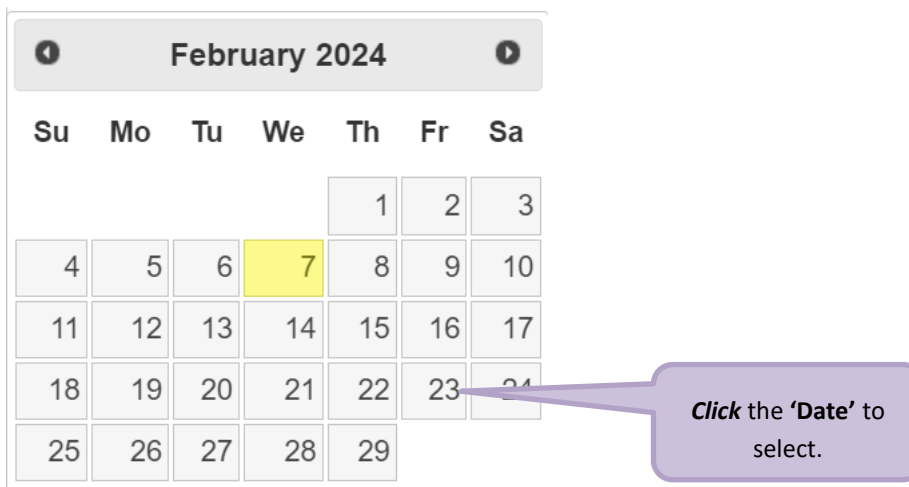 February 2024
Su Mo Tu We Th Fr Sa
1 2 3
4 5 6 7 8 9 10
11 12 13 14 15 16 17
18 19 20 21 22 23 24
25 26 27 28 29
Click the ‘Date’ to
select.